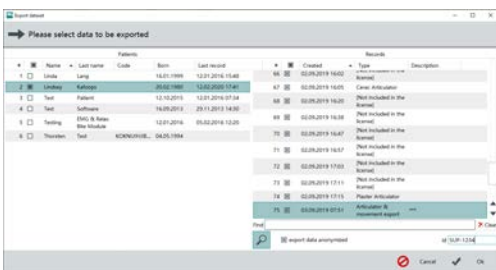 Export dataset
Please select data to be exported
Patients Records
# Name Last name Code Born Last record
# Created Type Description
1 Linda Lang 16.01.1999 12.01.2016 15:40
2 Lindsey Kafusops 20.02.1980 12.02.2020 17:41
3 Test Patient 12.10.2015 12.01.2016 07:34
4 Test Software 16.09.2013 29.11.2013 14:30
5 Testing EMG & Relax Bite Module 12.01.2016 05.02.2016 12:20
6 Thorsten Test 04.05.1994
66 02.09.2019 16:02 [Not included in the license]
67 02.09.2019 16:05 Cerec Articulator
68 02.09.2019 16:20 [Not included in the license]
69 02.09.2019 16:38 [Not included in the license]
70 02.09.2019 16:47 [Not included in the license]
71 02.09.2019 16:57 [Not included in the license]
72 02.09.2019 17:03 [Not included in the license]
73 02.09.2019 17:11 [Not included in the license]
74 02.09.2019 17:15 Plaster Articulator
75 03.09.2019 07:51 Articulator & movement export
Find Clear
export data anonymized id SUP-1234
Cancel Ok